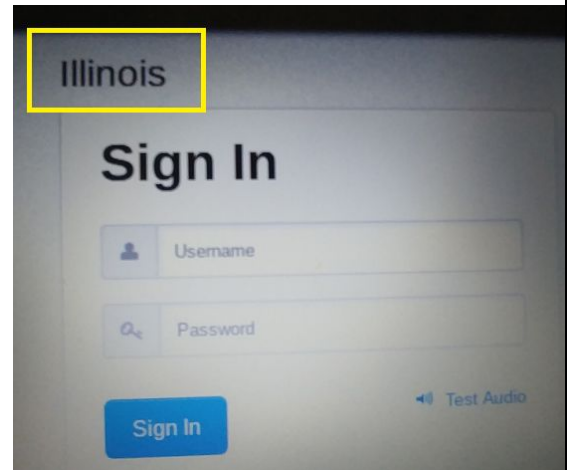 Illinois
Sign In
Username
Password
Test Audio
Sign In